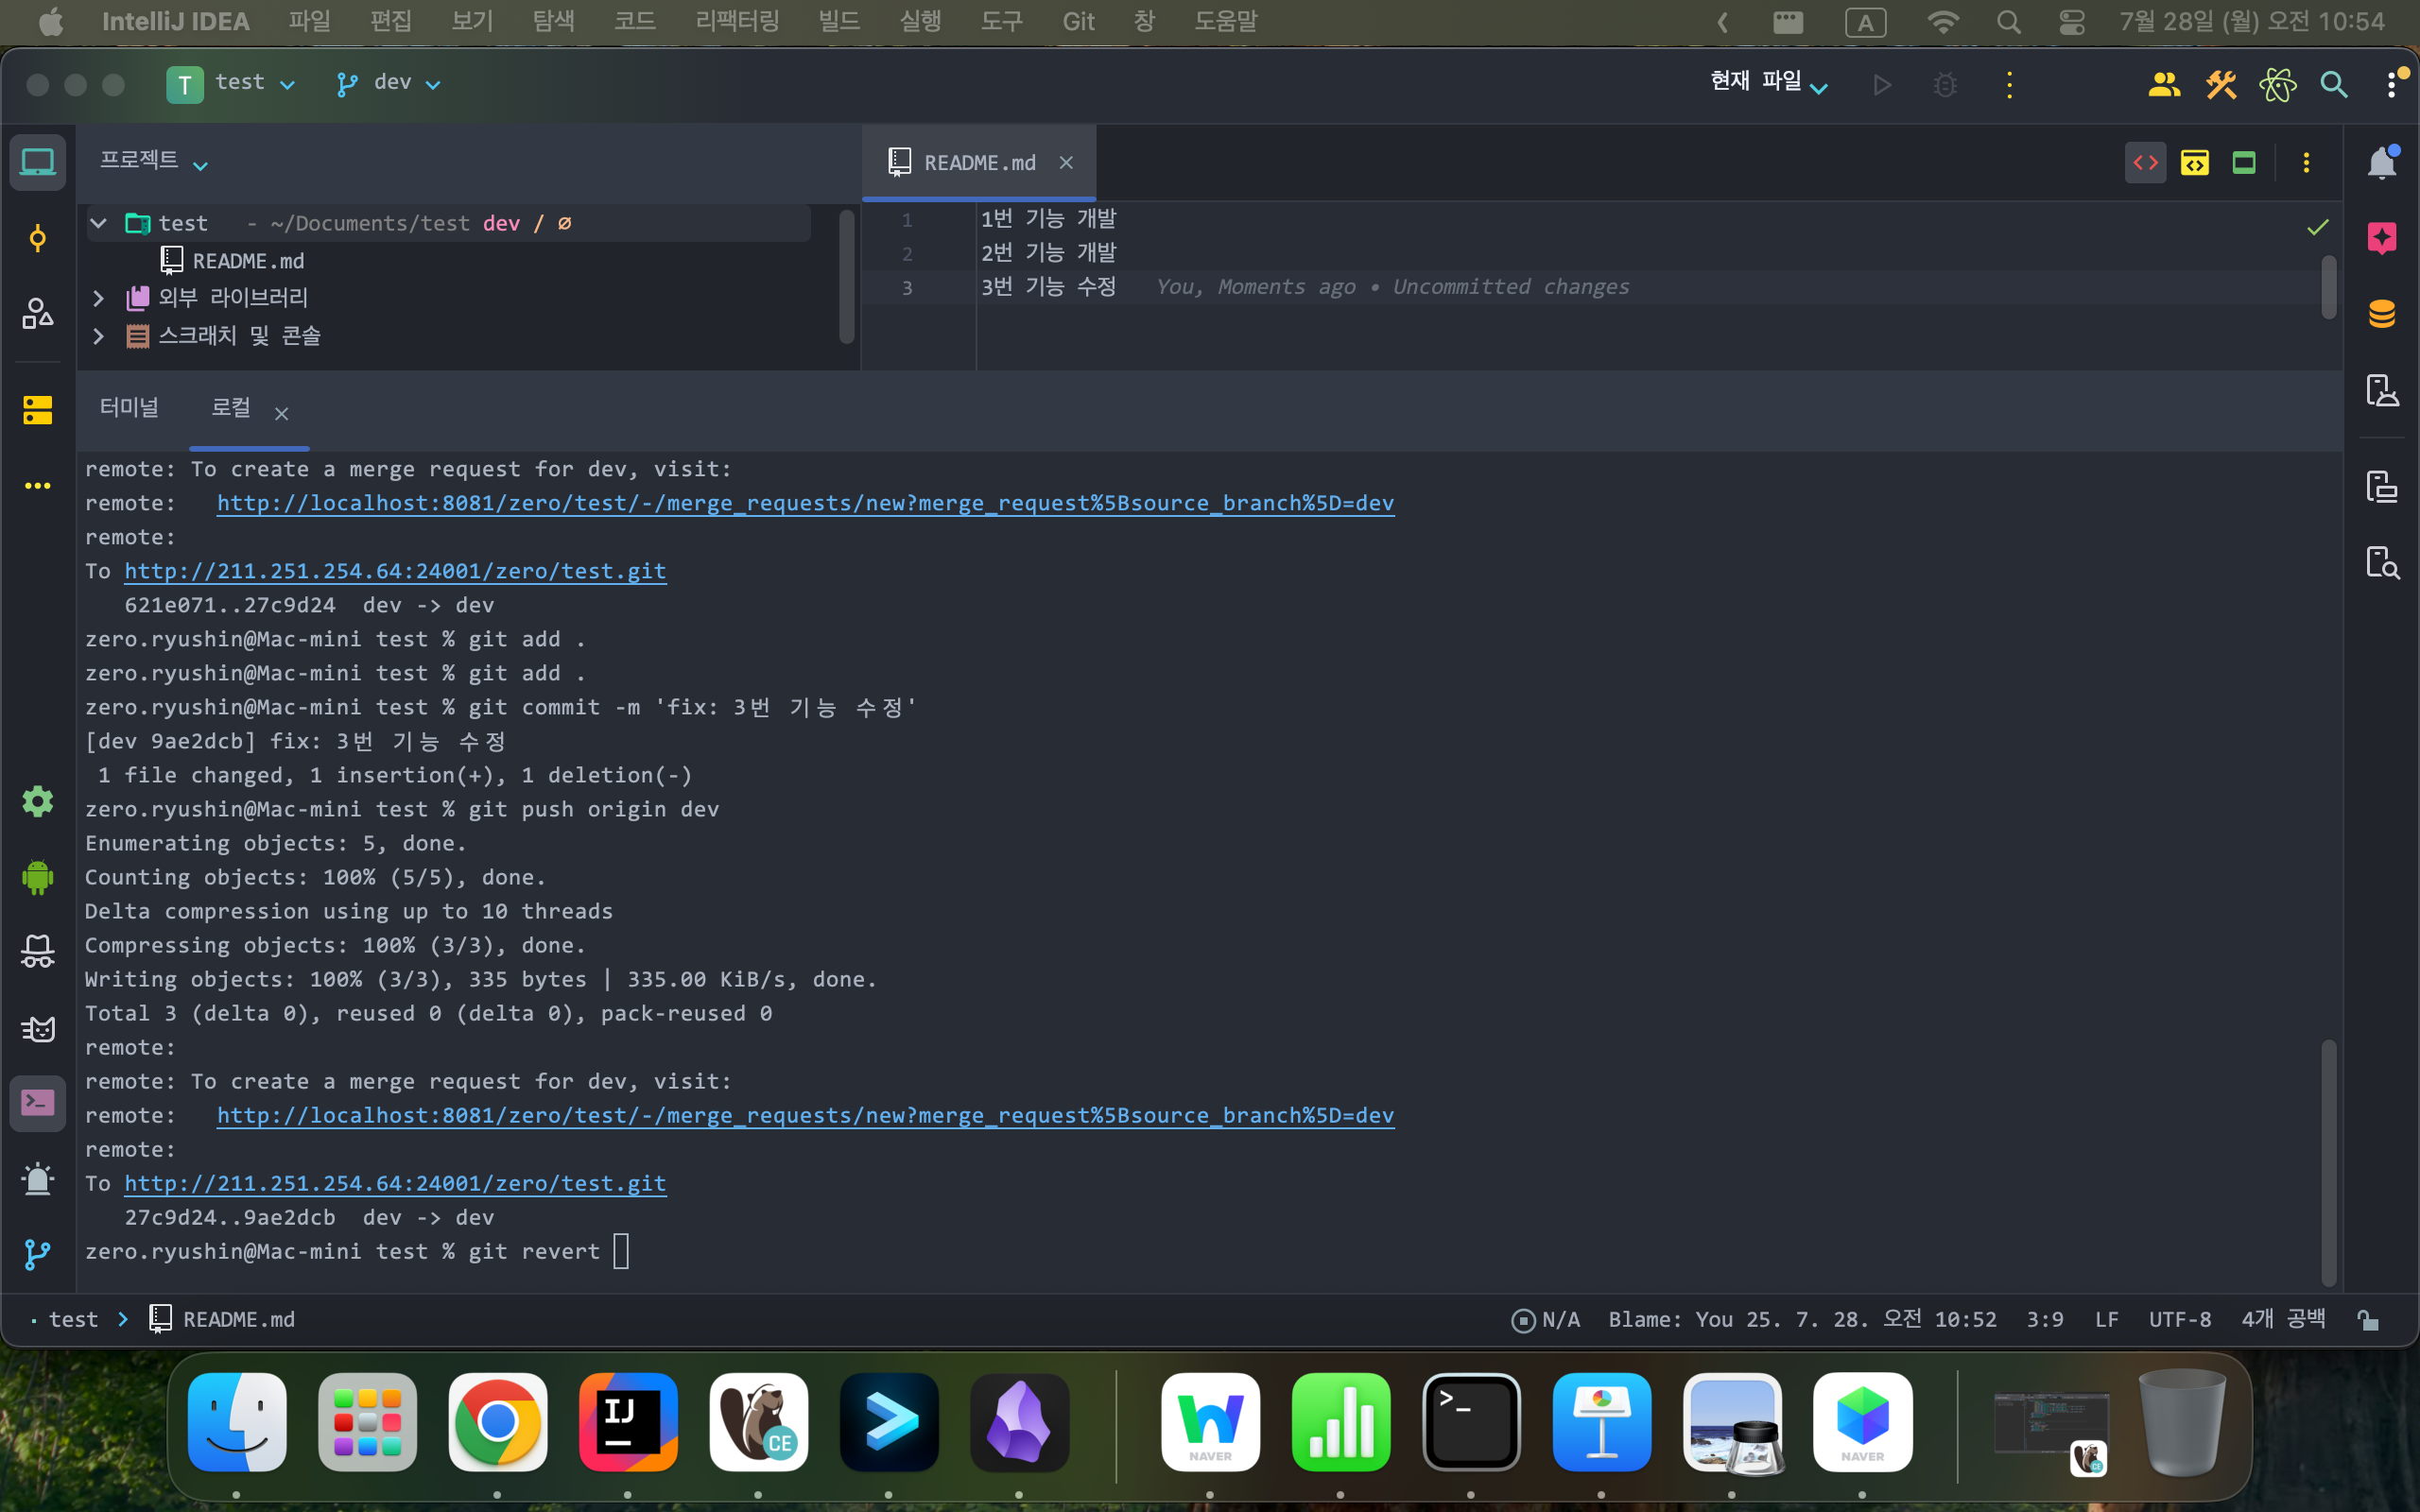 IntelliJ IDEA 파일 편집 보기 탐색 코드 리팩터링 빌드 실행 도구 Git 창 도움말 A 7월 28일 (월) 오전 10:54
T test dev 현재 파일
프로젝트 README.md
test - ~/Documents/test dev / ∅
README.md
외부 라이브러리
스크래치 및 콘솔
1 1번 기능 개발
2 2번 기능 개발
3 3번 기능 수정 You, Moments ago • Uncommitted changes
터미널 로컬
remote: To create a merge request for dev, visit:
remote: http://localhost:8081/zero/test/-/merge_requests/new?merge_request%5Bsource_branch%5D=dev
remote:
To http://211.251.254.64:24001/zero/test.git
621e071..27c9d24 dev -> dev
zero.ryushin@Mac-mini test % git add .
zero.ryushin@Mac-mini test % git add .
zero.ryushin@Mac-mini test % git commit -m 'fix: 3번 기능 수정'
[dev 9ae2dcb] fix: 3번 기능 수정
1 file changed, 1 insertion(+), 1 deletion(-)
zero.ryushin@Mac-mini test % git push origin dev
Enumerating objects: 5, done.
Counting objects: 100% (5/5), done.
Delta compression using up to 10 threads
Compressing objects: 100% (3/3), done.
Writing objects: 100% (3/3), 335 bytes | 335.00 KiB/s, done.
Total 3 (delta 0), reused 0 (delta 0), pack-reused 0
remote:
remote: To create a merge request for dev, visit:
remote: http://localhost:8081/zero/test/-/merge_requests/new?merge_request%5Bsource_branch%5D=dev
remote:
To http://211.251.254.64:24001/zero/test.git
27c9d24..9ae2dcb dev -> dev
zero.ryushin@Mac-mini test % git revert
test > README.md N/A Blame: You 25. 7. 28. 오전 10:52 3:9 LF UTF-8 4개 공백
IJ CE W NAVER >_ NAVER